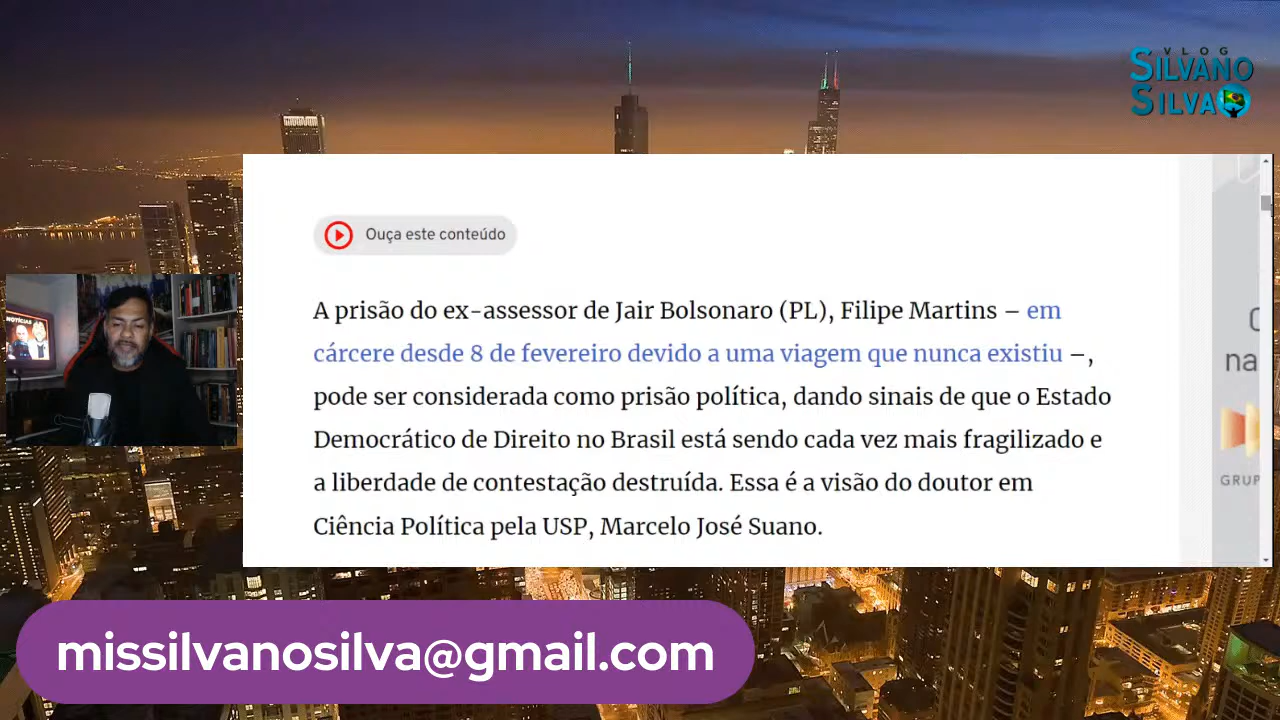 VLOG
SILVANO
SILVA
Ouça este conteúdo
A prisão do ex-assessor de Jair Bolsonaro (PL), Filipe Martins – em
cárcere desde 8 de fevereiro devido a uma viagem que nunca existiu –,
pode ser considerada como prisão política, dando sinais de que o Estado
Democrático de Direito no Brasil está sendo cada vez mais fragilizado e
a liberdade de contestação destruída. Essa é a visão do doutor em
Ciência Política pela USP, Marcelo José Suano.
na
GRUP
NOTÍCIAS
missilvanosilva@gmail.com